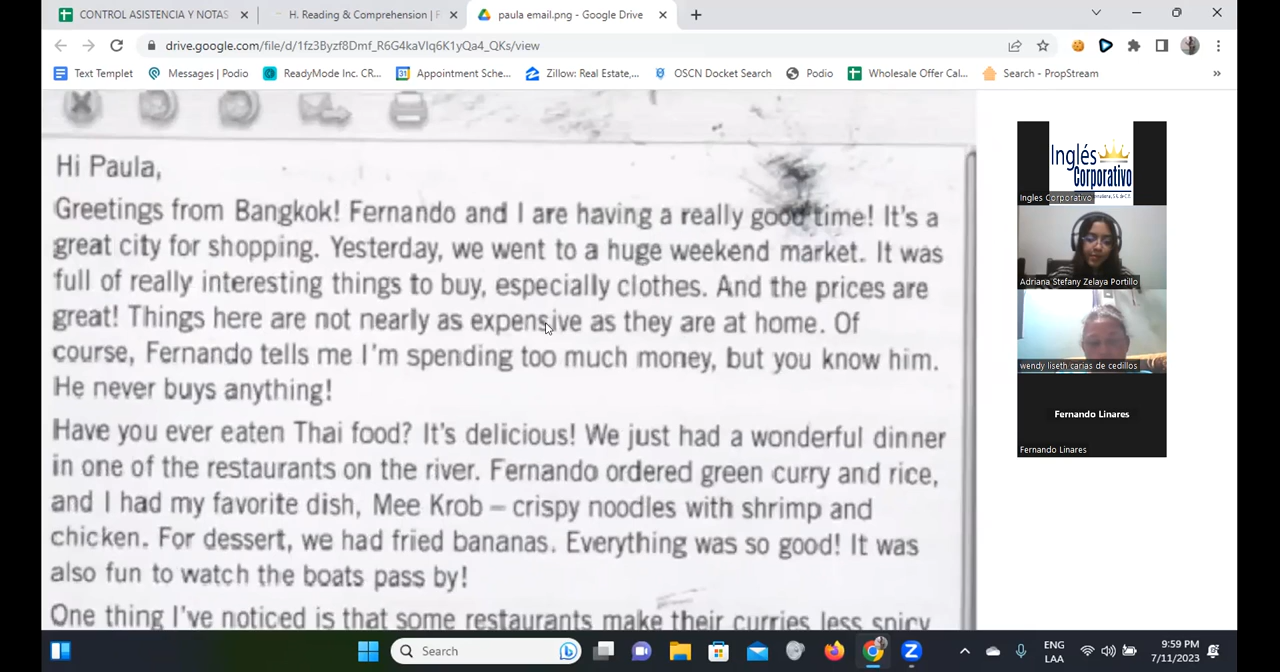 CONTROL ASISTENCIA Y NOTAS
H. Reading & Comprehension | F
paula email.png - Google Drive
drive.google.com/file/d/1fz3Byzf8Dmf_R6G4kaVIq6K1yQa4_QKs/view
Text Templet
Messages | Podio
ReadyMode Inc. CR...
Appointment Sche...
Zillow: Real Estate,...
OSCN Docket Search
Podio
Wholesale Offer Cal...
Search - PropStream
Hi Paula,
Greetings from Bangkok! Fernando and I are having a really good time! It's a
great city for shopping. Yesterday, we went to a huge weekend market. It was
full of really interesting things to buy, especially clothes. And the prices are
great! Things here are not nearly as expensive as they are at home. Of
course, Fernando tells me I'm spending too much money, but you know him.
He never buys anything!
Have you ever eaten Thai food? It's delicious! We just had a wonderful dinner
in one of the restaurants on the river. Fernando ordered green curry and rice,
and I had my favorite dish, Mee Krob – crispy noodles with shrimp and
chicken. For dessert, we had fried bananas. Everything was so good! It was
also fun to watch the boats pass by!
One thing I've noticed is that some restaurants make their curries less spicy
Inglés
Corporativo
Ingles Corporativo
Adriana Stefany Zelaya Portillo
wendy liseth carias de cedillos
Fernando Linares
Fernando Linares
Search
ENG
LAA
9:59 PM
7/11/2023